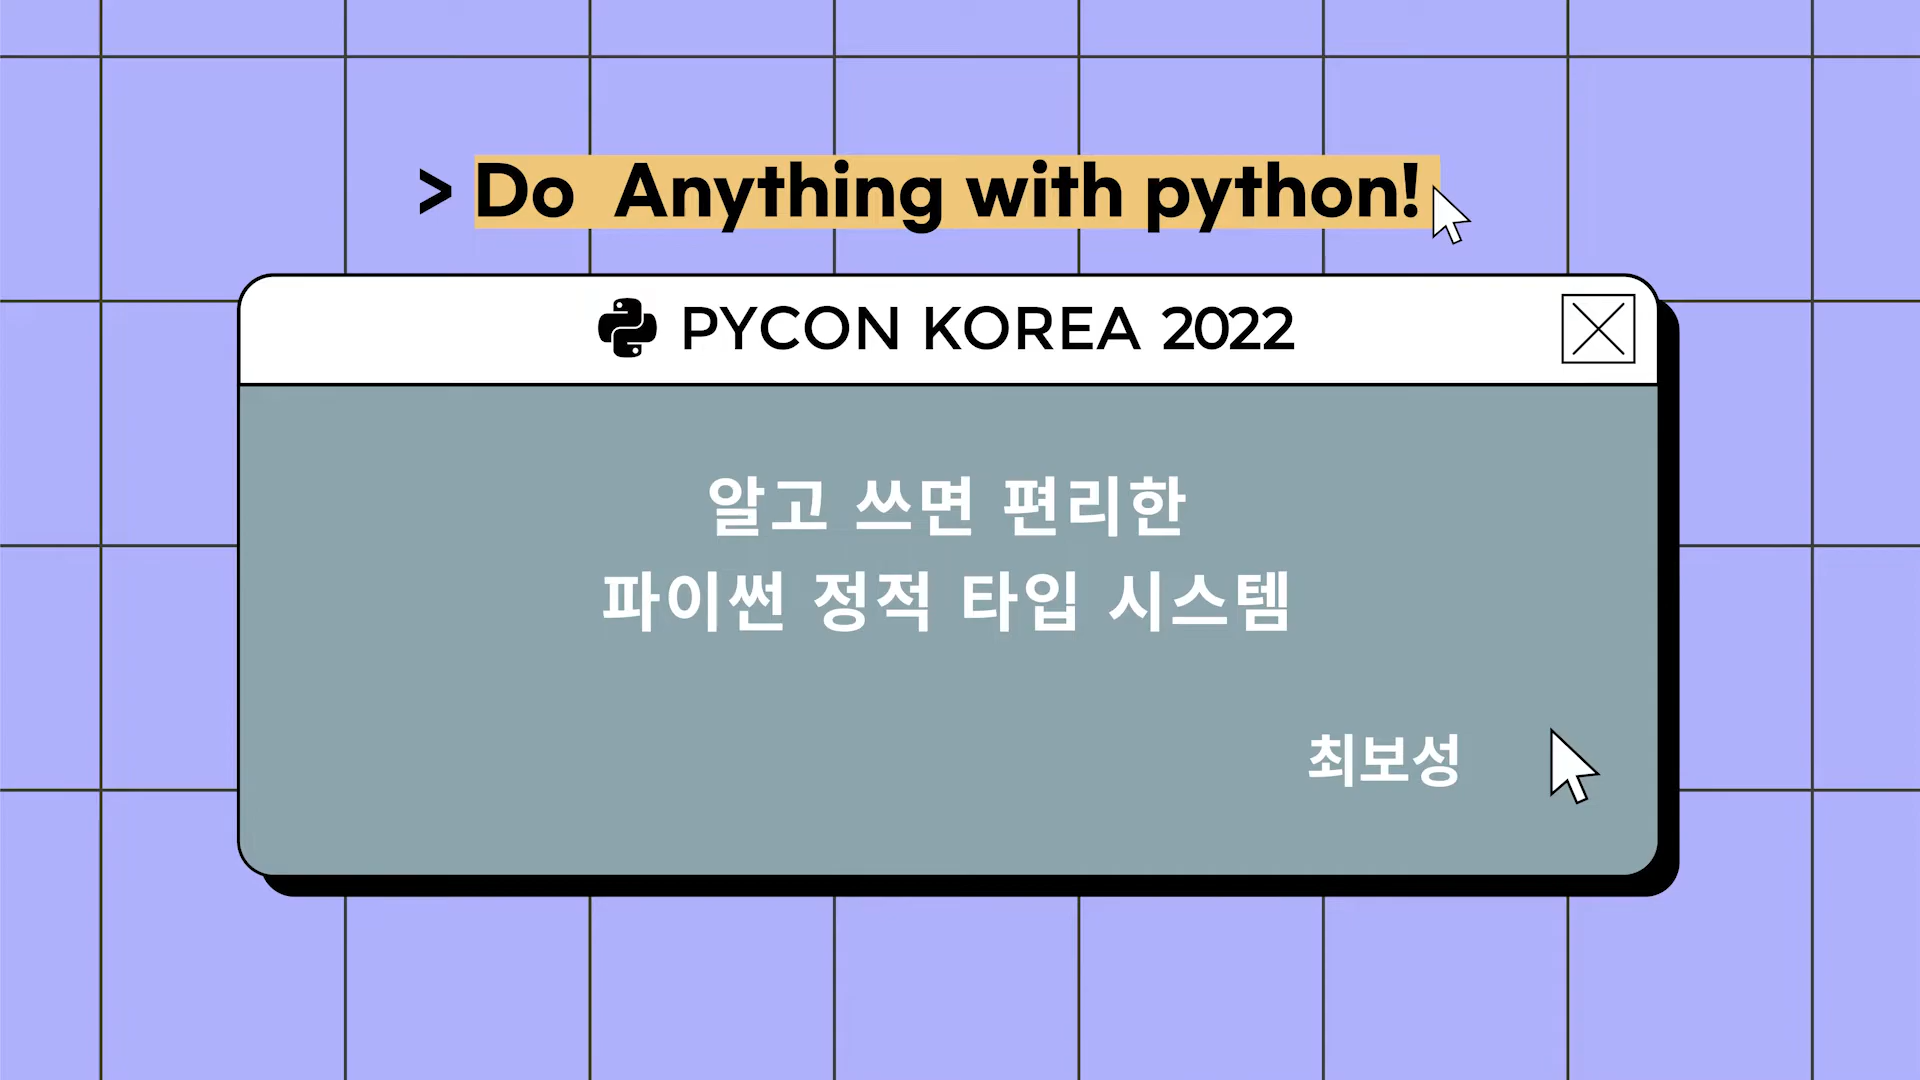 > Do Anything with python!
PYCON KOREA 2022
알고 쓰면 편리한
파이썬 정적 타입 시스템
최보성